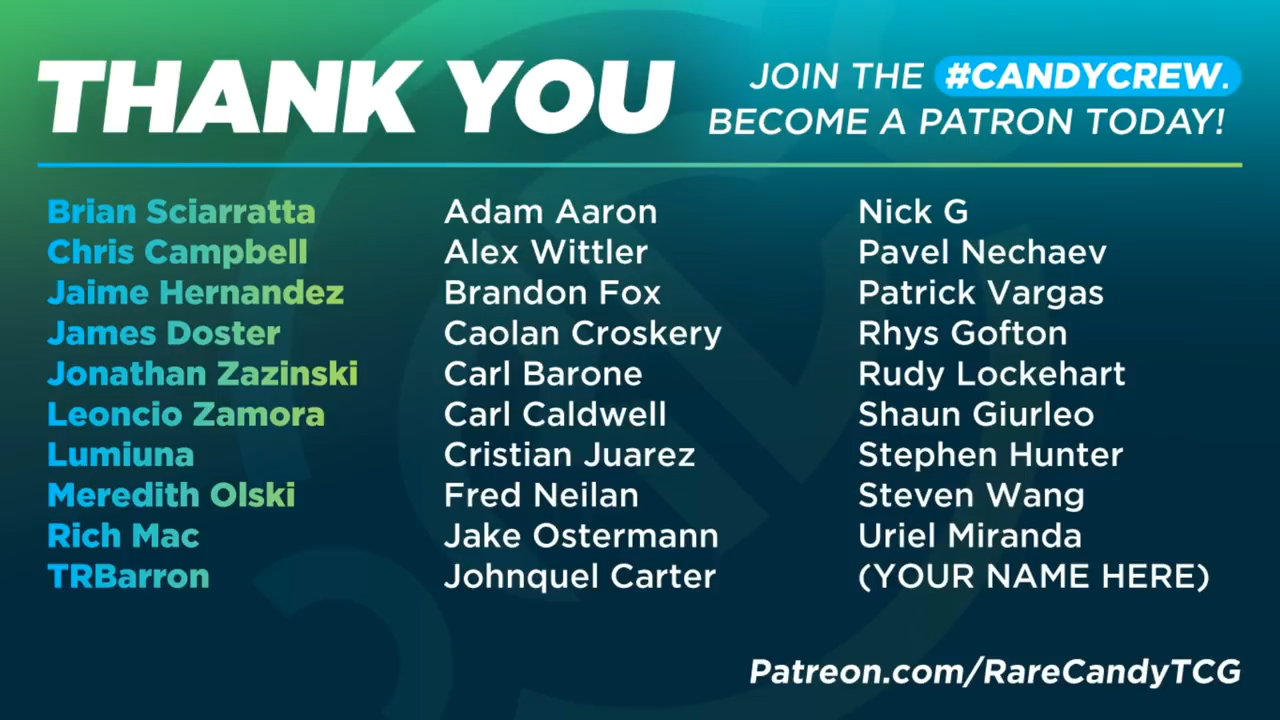 THANK YOU
JOIN THE #CANDYCREW.
BECOME A PATRON TODAY!
Brian Sciarratta
Chris Campbell
Jaime Hernandez
James Doster
Jonathan Zazinski
Leoncio Zamora
Lumiuna
Meredith Olski
Rich Mac
TRBarron
Adam Aaron
Alex Wittler
Brandon Fox
Caolan Croskery
Carl Barone
Carl Caldwell
Cristian Juarez
Fred Neilan
Jake Ostermann
Johnquel Carter
Nick G
Pavel Nechaev
Patrick Vargas
Rhys Gofton
Rudy Lockehart
Shaun Giurleo
Stephen Hunter
Steven Wang
Uriel Miranda
(YOUR NAME HERE)
Patreon.com/RareCandyTCG